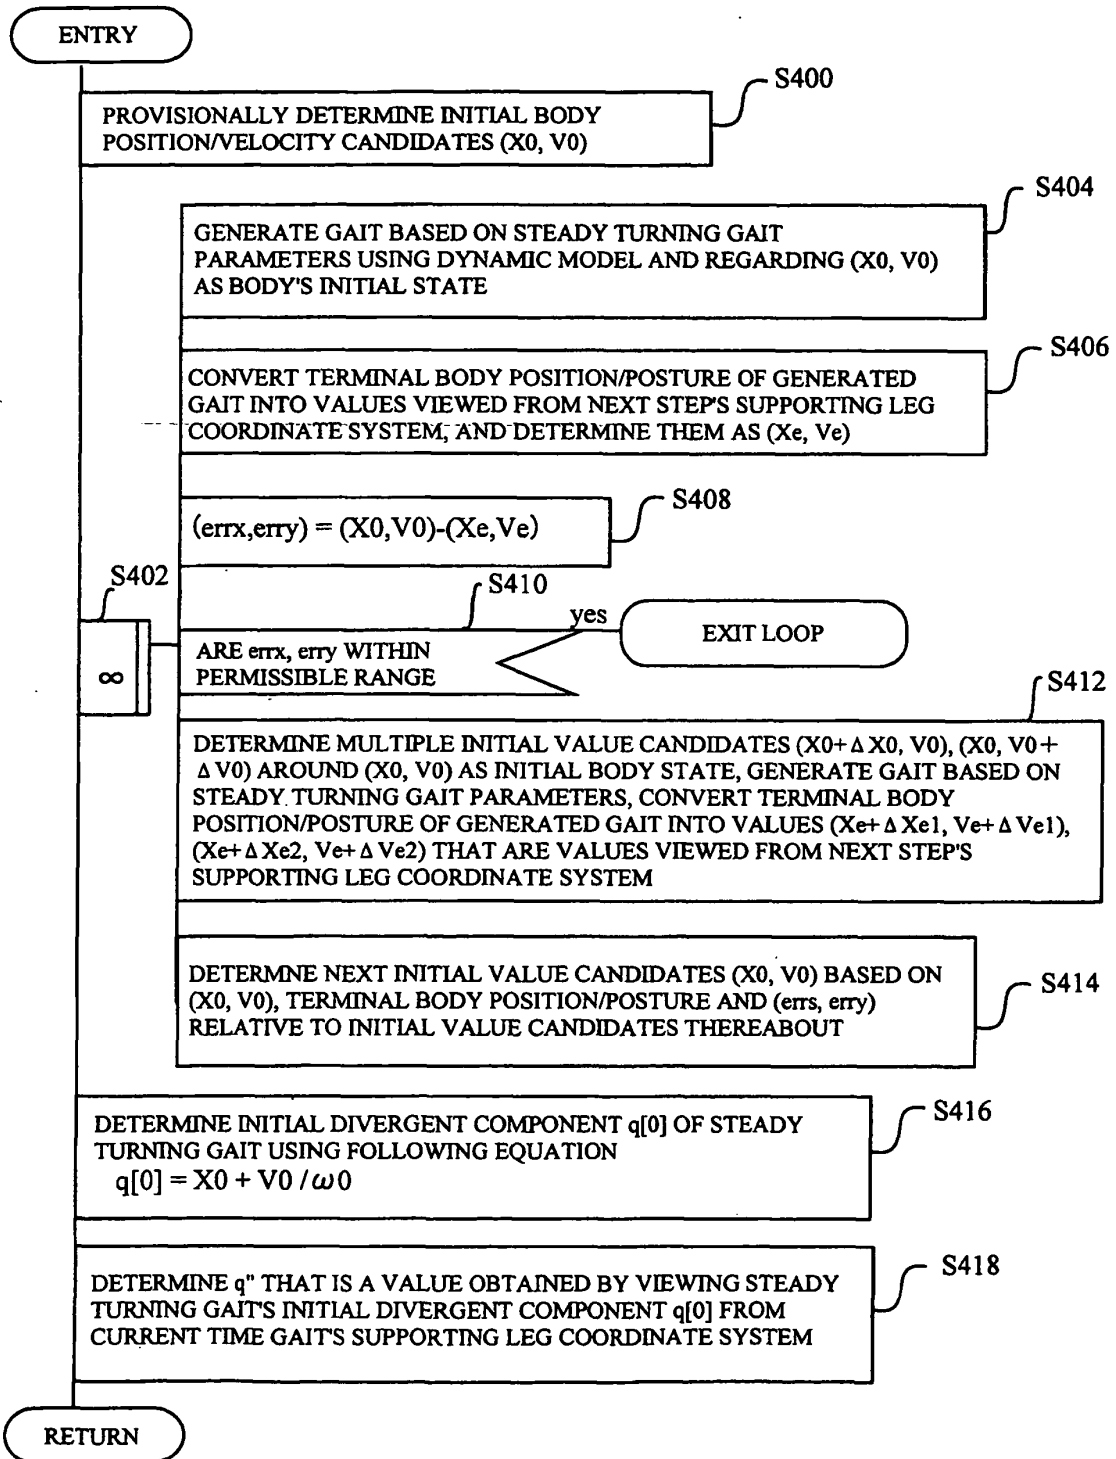 ENTRY
S400
PROVISIONALLY DETERMINE INITIAL BODY
POSITION/VELOCITY CANDIDATES (X0, V0)
S404
GENERATE GAIT BASED ON STEADY TURNING GAIT
PARAMETERS USING DYNAMIC MODEL AND REGARDING (X0, V0)
AS BODY'S INITIAL STATE
S406
CONVERT TERMINAL BODY POSITION/POSTURE OF GENERATED
GAIT INTO VALUES VIEWED FROM NEXT STEP'S SUPPORTING LEG
COORDINATE SYSTEM, AND DETERMINE THEM AS (Xe, Ve)
S408
(errx,erry) = (X0,V0)-(Xe,Ve)
S402
∞
S410
yes
EXIT LOOP
ARE errx, erry WITHIN
PERMISSIBLE RANGE
S412
DETERMINE MULTIPLE INITIAL VALUE CANDIDATES (X0+ΔX0, V0), (X0, V0+
ΔV0) AROUND (X0, V0) AS INITIAL BODY STATE, GENERATE GAIT BASED ON
STEADY TURNING GAIT PARAMETERS, CONVERT TERMINAL BODY
POSITION/POSTURE OF GENERATED GAIT INTO VALUES (Xe+ΔXe1, Ve+ΔVe1),
(Xe+ΔXe2, Ve+ΔVe2) THAT ARE VALUES VIEWED FROM NEXT STEP'S
SUPPORTING LEG COORDINATE SYSTEM
S414
DETERMNE NEXT INITIAL VALUE CANDIDATES (X0, V0) BASED ON
(X0, V0), TERMINAL BODY POSITION/POSTURE AND (errs, erry)
RELATIVE TO INITIAL VALUE CANDIDATES THEREABOUT
S416
DETERMINE INITIAL DIVERGENT COMPONENT q[0] OF STEADY
TURNING GAIT USING FOLLOWING EQUATION
q[0] = X0 + V0 /ω0
S418
DETERMINE q" THAT IS A VALUE OBTAINED BY VIEWING STEADY
TURNING GAIT'S INITIAL DIVERGENT COMPONENT q[0] FROM
CURRENT TIME GAIT'S SUPPORTING LEG COORDINATE SYSTEM
RETURN